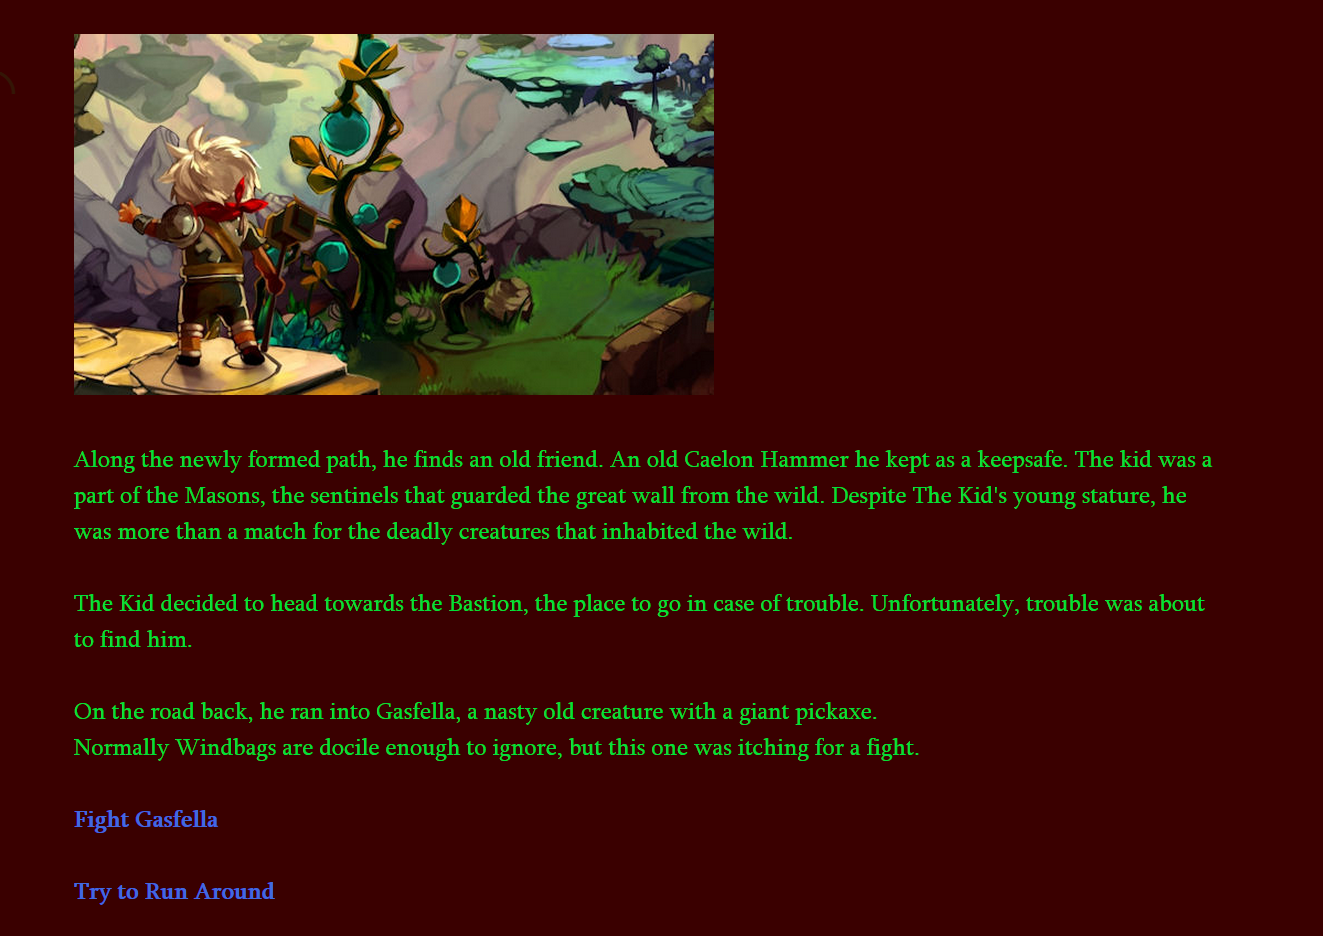 Along the newly formed path, he finds an old friend. An old Caelon Hammer he kept as a keepsafe. The kid was a
part of the Masons, the sentinels that guarded the great wall from the wild. Despite The Kid's young stature, he
was more than a match for the deadly creatures that inhabited the wild.
The Kid decided to head towards the Bastion, the place to go in case of trouble. Unfortunately, trouble was about
to find him.
On the road back, he ran into Gasfella, a nasty old creature with a giant pickaxe.
Normally Windbags are docile enough to ignore, but this one was itching for a fight.
Fight Gasfella
Try to Run Around